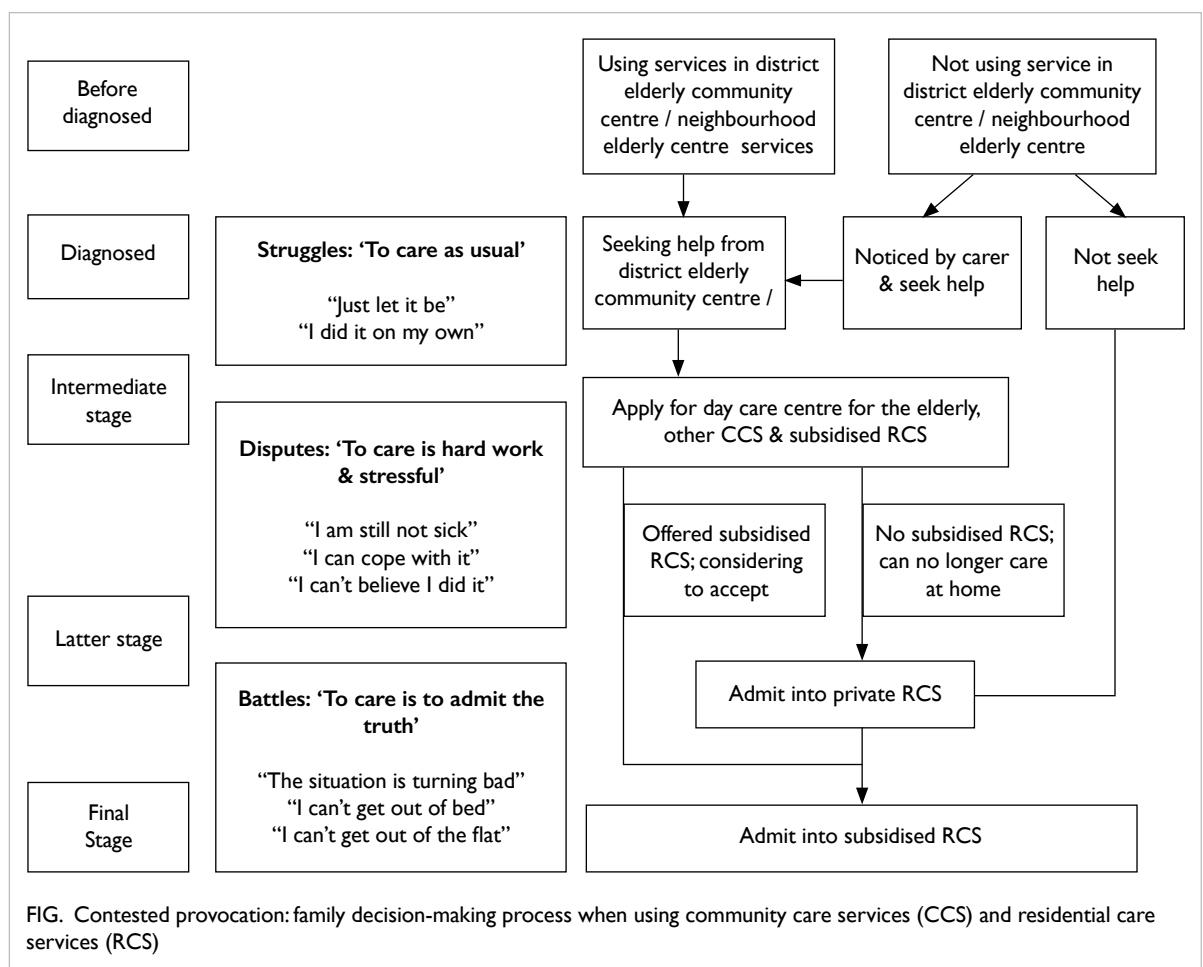 Before
diagnosed
Using services in district
elderly community
centre / neighbourhood
elderly centre services
Not using service in
district elderly community
centre / neighbourhood
elderly centre
Diagnosed
Struggles: ‘To care as usual’
“Just let it be”
“I did it on my own”
Seeking help from
district elderly
community centre /
Noticed by carer
& seek help
Not seek
help
Intermediate
stage
Apply for day care centre for the elderly,
other CCS & subsidised RCS
Disputes: ‘To care is hard work
& stressful’
“I am still not sick”
“I can cope with it”
“I can’t believe I did it”
Offered subsidised
RCS; considering
to accept
No subsidised RCS;
can no longer care
at home
Latter stage
Battles: ‘To care is to admit the
truth’
“The situation is turning bad”
“I can’t get out of bed”
“I can’t get out of the flat”
Admit into private RCS
Final
Stage
Admit into subsidised RCS
FIG. Contested provocation: family decision-making process when using community care services (CCS) and residential care
services (RCS)